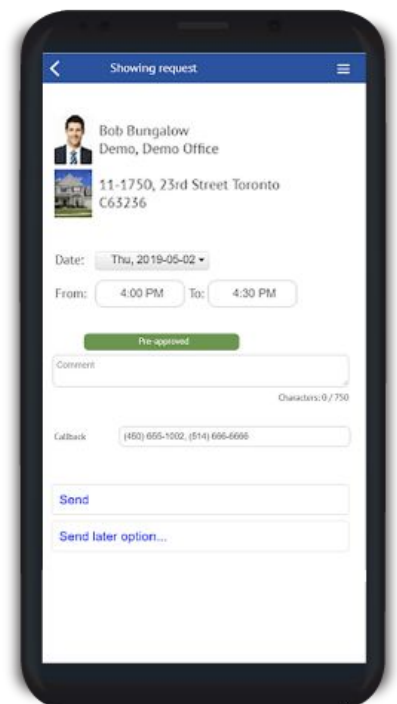 Showing request
Bob Bungalow
Demo, Demo Office
11-1750, 23rd Street Toronto
C63236
Date: Thu, 2019-05-02
From: 4:00 PM To: 4:30 PM
Pre-approved
Comment
Characters: 0 / 750
Callback (450) 665-1002, (514) 666-6666
Send
Send later option...